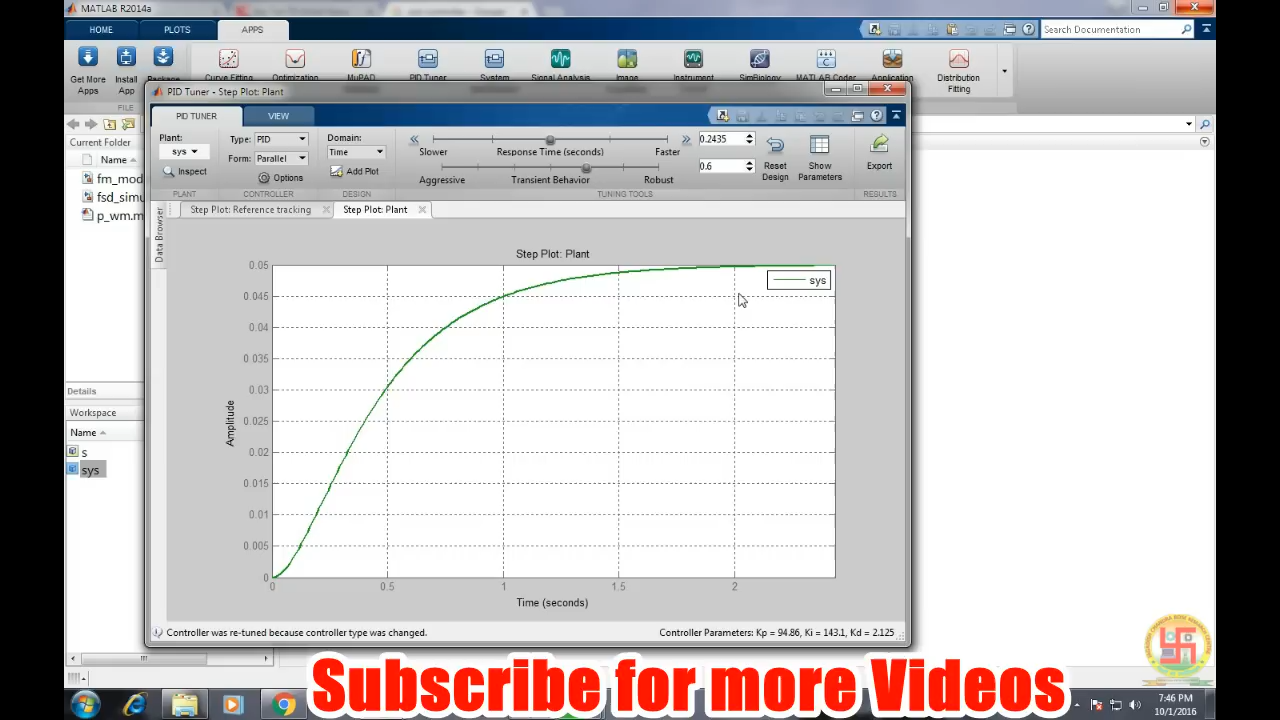 MATLAB R2014a
HOME
PLOTS
APPS
Search Documentation
Get More Apps
Install App
Package
Curve Fitting
Optimization
MuPAD
PID Tuner
System
Signal Analysis
Image
Instrument
SimBiology
MATLAB Coder
Application
Distribution Fitting
FILE
PID Tuner - Step Plot: Plant
PID TUNER
VIEW
Plant:
sys
Inspect
PLANT
Type: PID
Form: Parallel
Options
CONTROLLER
Domain:
Time
Add Plot
DESIGN
Slower
Response Time (seconds)
Faster
0.2435
Aggressive
Transient Behavior
Robust
0.6
Reset Design
Show Parameters
TUNING TOOLS
Export
RESULTS
Current Folder
Name
fm_mod
fsd_simu
p_wm.m
Details
Workspace
Name
s
sys
Data Browser
Step Plot: Reference tracking
Step Plot: Plant
Step Plot: Plant
sys
0.05
0.045
0.04
0.035
0.03
0.025
0.02
0.015
0.01
0.005
0
Amplitude
0
0.5
1
1.5
2
Time (seconds)
Controller was re-tuned because controller type was changed.
Controller Parameters: Kp = 94.86, Ki = 143.1, Kd = 2.125
Subscribe for more Videos
7:46 PM
10/1/2016